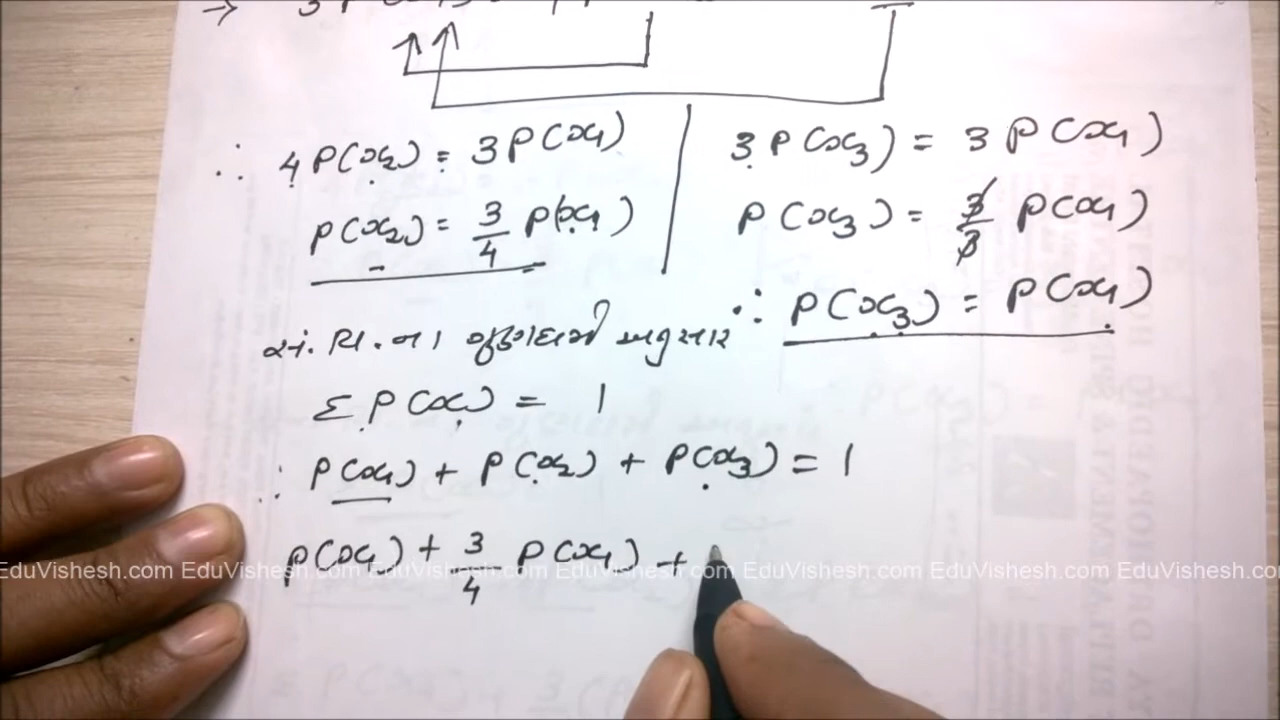 ∴ 4P(x₂) = 3P(x₁)
P(x₂) = 3/4 P(x₁)
3P(x₃) = 3P(x₁)
P(x₃) = 3/3 P(x₁)
∴ P(x₃) = P(x₁)
સં. વિ. ના ગુણધર્મ અનુસાર
Σ P(x) = 1
∴ P(x₁) + P(x₂) + P(x₃) = 1
P(x₁) + 3/4 P(x₁) +
EduVishesh.com EduVishesh.com EduVishesh.com EduVishesh.com EduVishesh.com EduVishesh.com EduVishesh.com